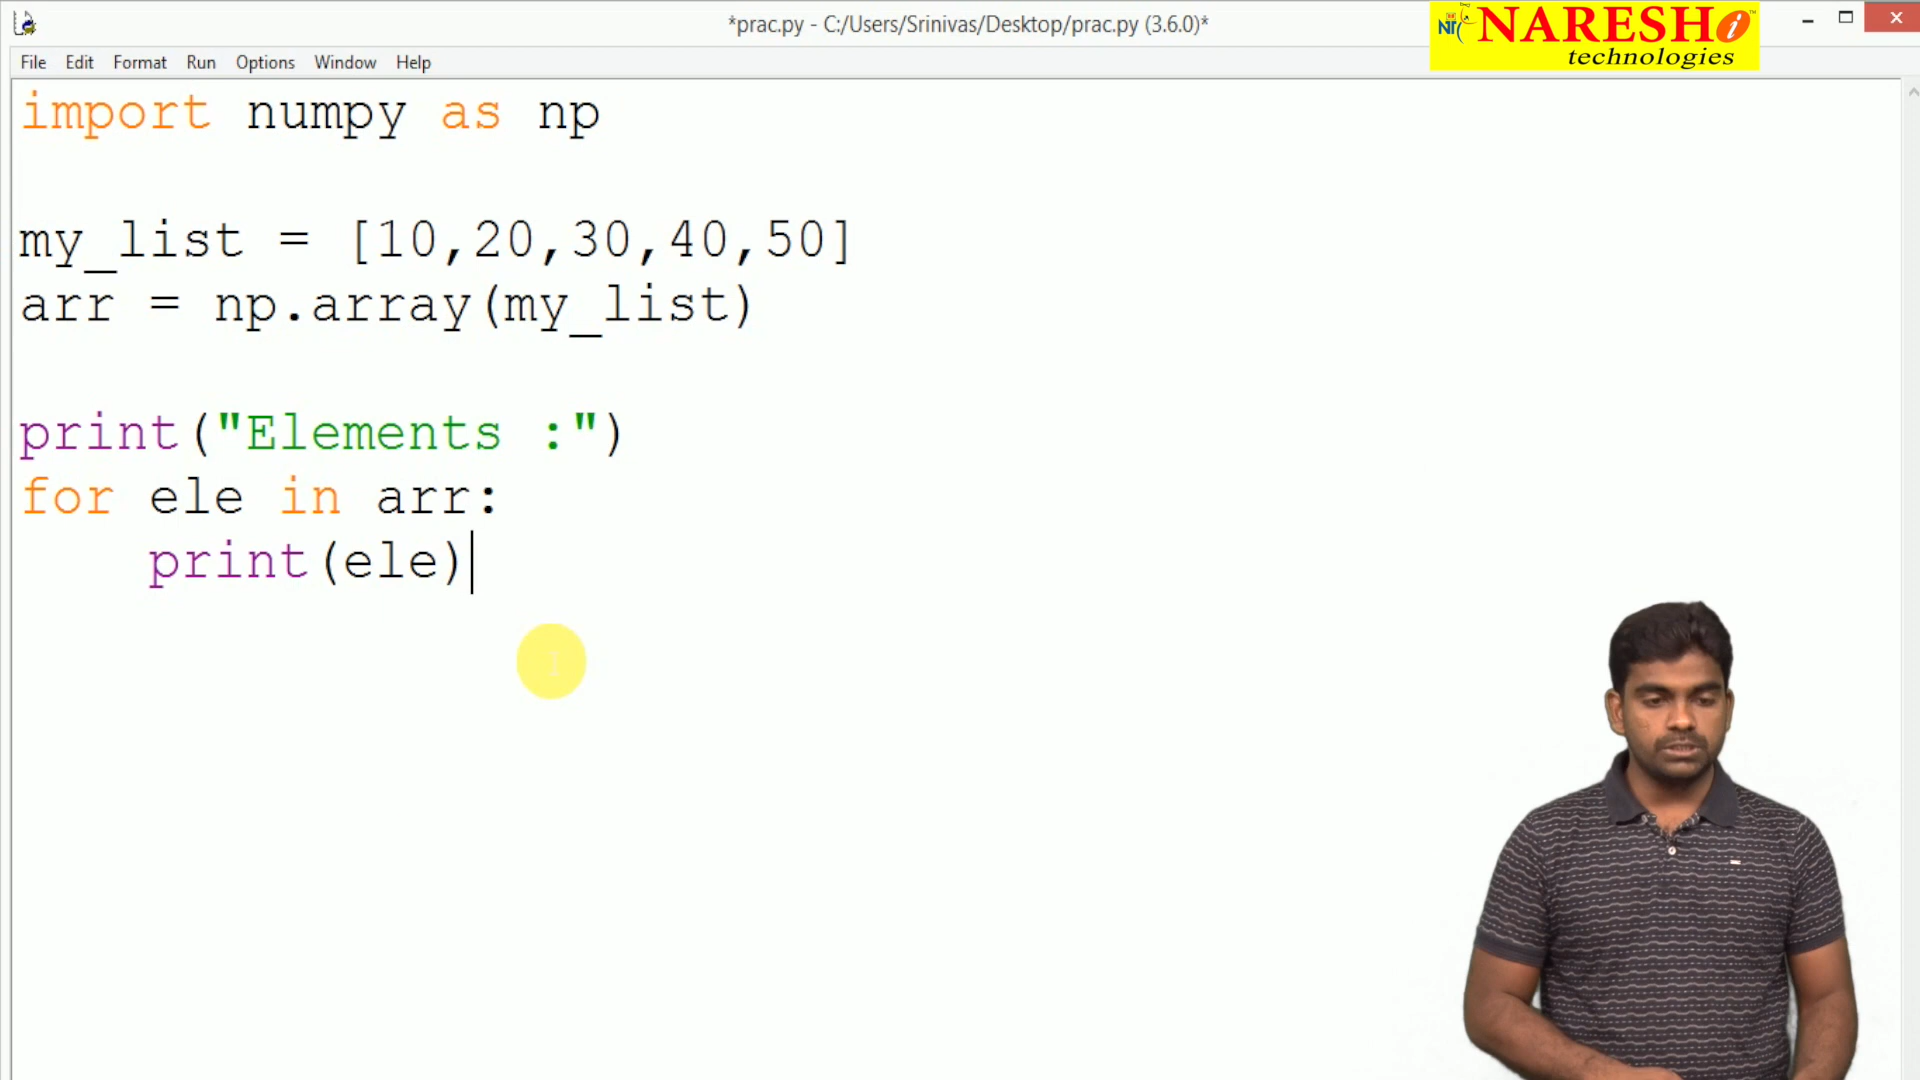 *prac.py - C:/Users/Srinivas/Desktop/prac.py (3.6.0)*
NT NARESH i
technologies
File Edit Format Run Options Window Help
import numpy as np
my_list = [10,20,30,40,50]
arr = np.array(my_list)
print("Elements :")
for ele in arr:
    print(ele)